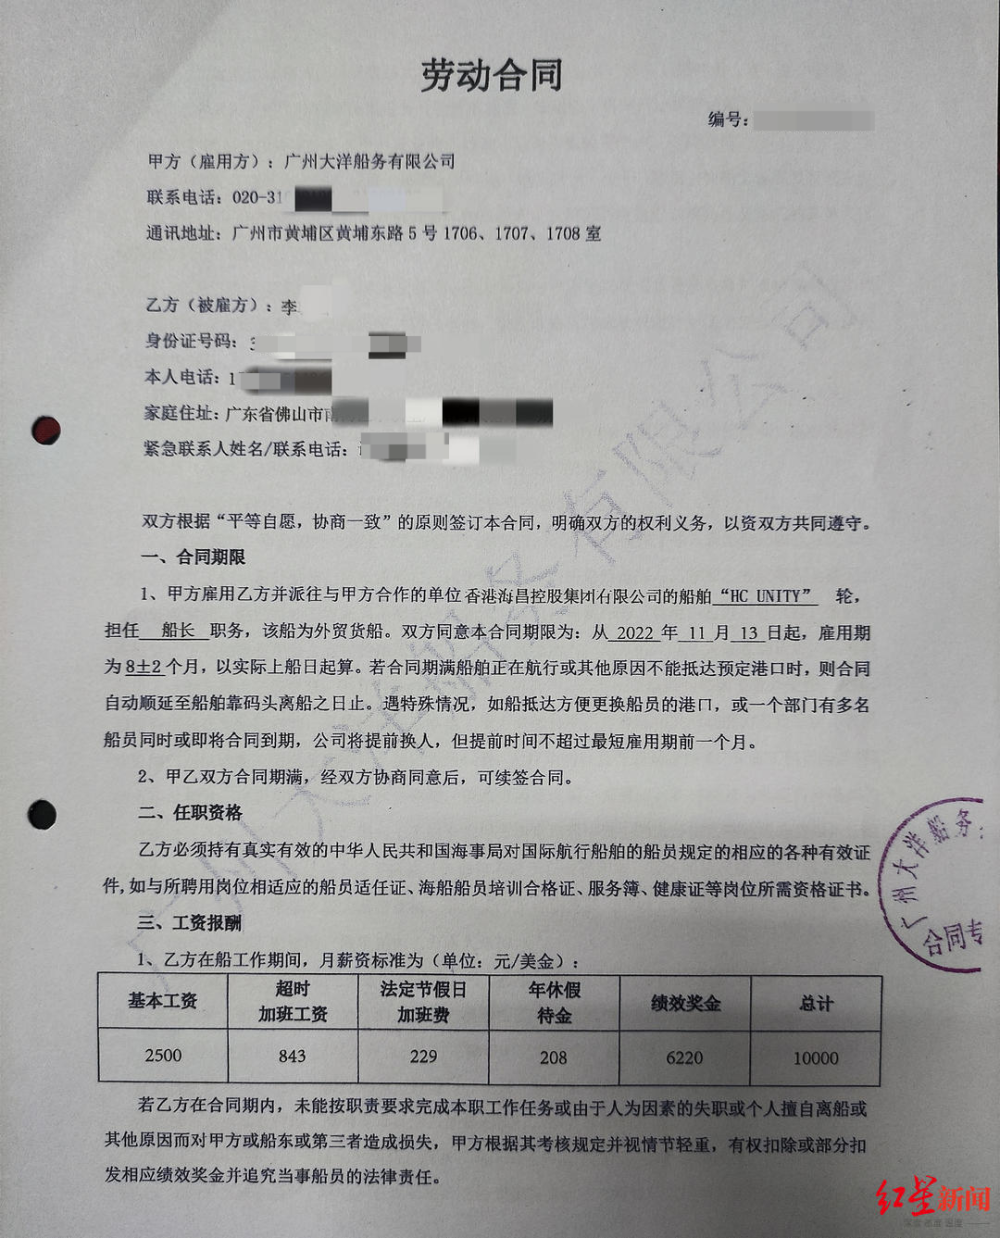 劳动合同
编号:
甲方（雇用方）: 广州大洋船务有限公司
联系电话: 020-31
通讯地址: 广州市黄埔区黄埔东路 5 号 1706、1707、1708 室
乙方（被雇方）: 李
身份证号码:
本人电话: 1
家庭住址: 广东省佛山市南
紧急联系人姓名/联系电话:
双方根据“平等自愿，协商一致”的原则签订本合同，明确双方的权利义务，以资双方共同遵守。
一、合同期限
1、甲方雇用乙方并派往与甲方合作的单位香港海昌控股集团有限公司的船舶“HC UNITY” 轮，
担任 船长 职务，该船为外贸货船。双方同意本合同期限为：从 2022 年 11 月 13 日起，雇用期
为 8±2 个月，以实际上船日起算。若合同期满船舶正在航行或其他原因不能抵达预定港口时，则合同
自动顺延至船舶靠码头离船之日止。遇特殊情况，如船抵达方便更换船员的港口，或一个部门有多名
船员同时或即将合同到期，公司将提前换人，但提前时间不超过最短雇用期前一个月。
2、甲乙双方合同期满，经双方协商同意后，可续签合同。
二、任职资格
乙方必须持有真实有效的中华人民共和国海事局对国际航行船舶的船员规定的相应的各种有效证
件,如与所聘用岗位相适应的船员适任证、海船船员培训合格证、服务簿、健康证等岗位所需资格证书。
三、工资报酬
1、乙方在船工作期间，月薪资标准为（单位：元/美金）:
基本工资 超时加班工资 法定节假日加班费 年休假待金 绩效奖金 总计
2500 843 229 208 6220 10000
若乙方在合同期内，未能按职责要求完成本职工作任务或由于人为因素的失职或个人擅自离船或
其他原因而对甲方或船东或第三者造成损失，甲方根据其考核规定并视情节轻重，有权扣除或部分扣
发相应绩效奖金并追究当事船员的法律责任。
广州大洋船务有限公司
广州大洋船务
合同专
红星新闻